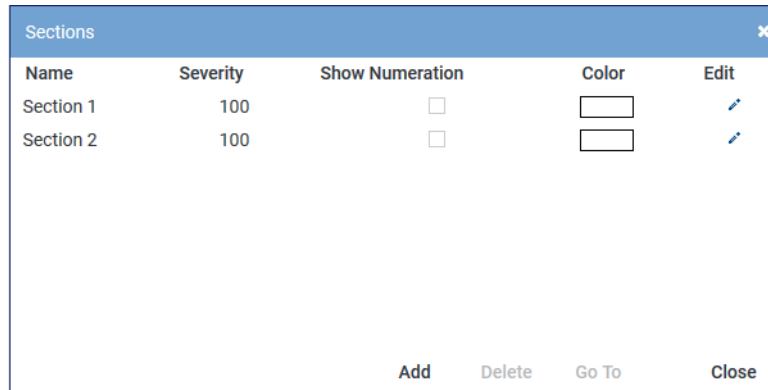 Sections
Name Severity Show Numeration Color Edit
Section 1 100
Section 2 100
Add Delete Go To Close